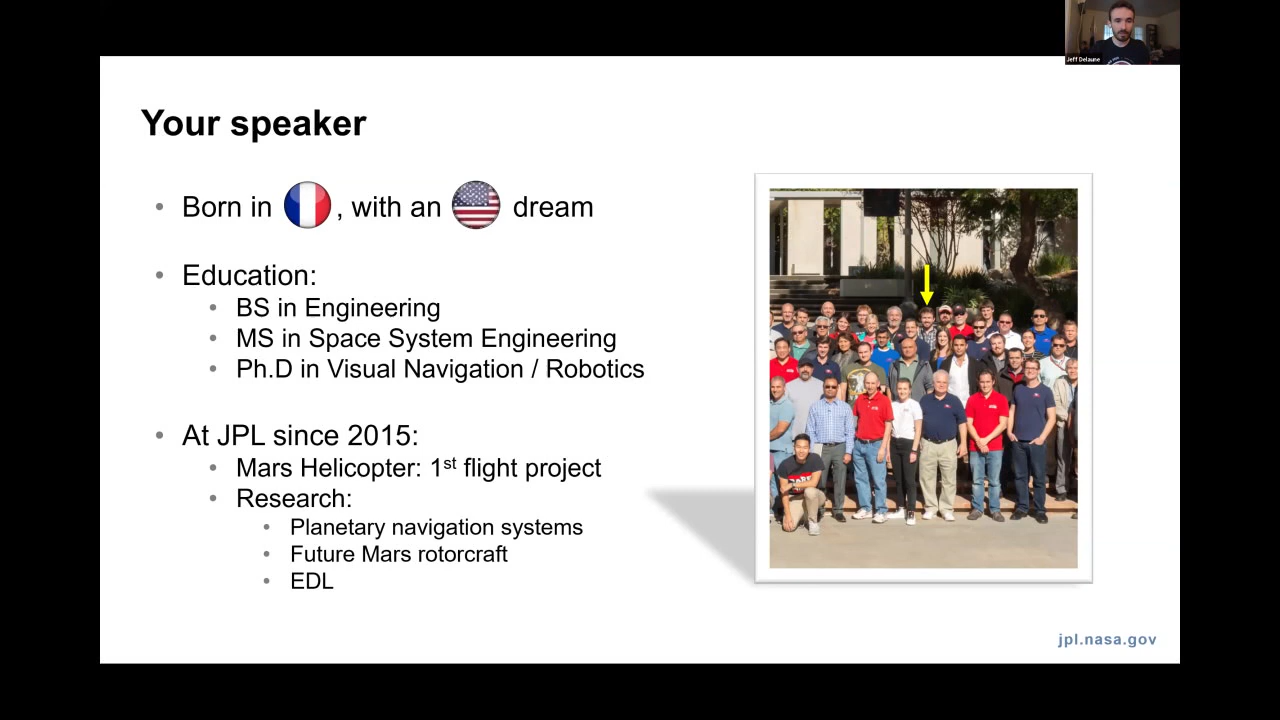 Jeff Delaune
Your speaker
• Born in , with an dream
• Education:
• BS in Engineering
• MS in Space System Engineering
• Ph.D in Visual Navigation / Robotics
• At JPL since 2015:
• Mars Helicopter: 1st flight project
• Research:
• Planetary navigation systems
• Future Mars rotorcraft
• EDL
jpl.nasa.gov